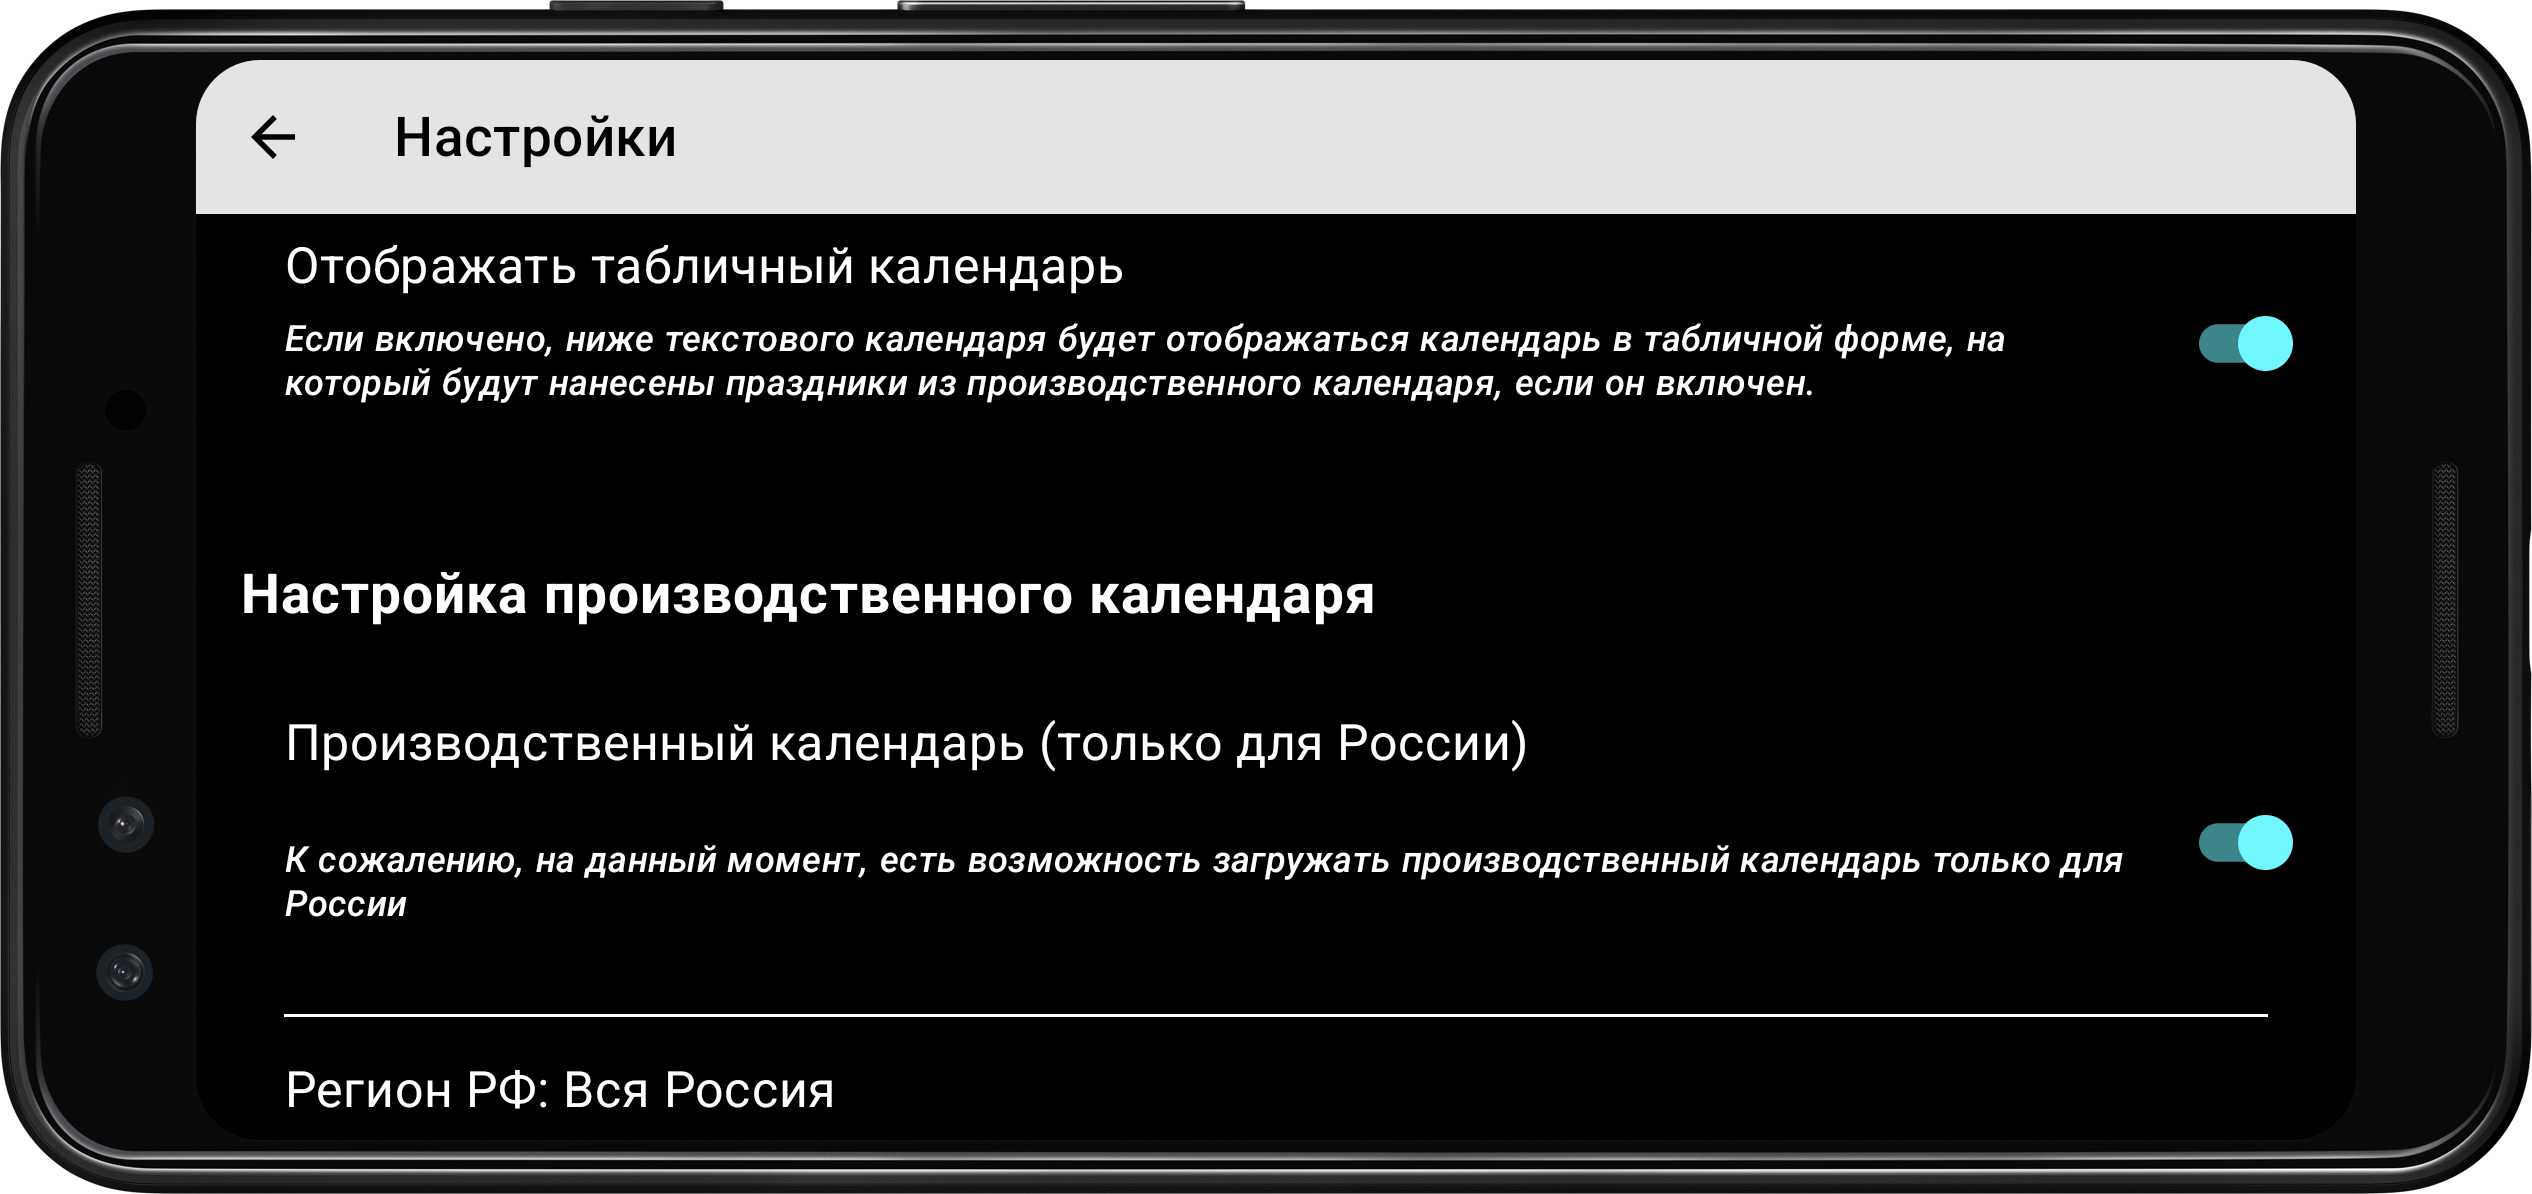 Настройки
Отображать табличный календарь
Если включено, ниже текстового календаря будет отображаться календарь в табличной форме, на
который будут нанесены праздники из производственного календаря, если он включен.
Настройка производственного календаря
Производственный календарь (только для России)
К сожалению, на данный момент, есть возможность загружать производственный календарь только для
России
Регион РФ: Вся Россия